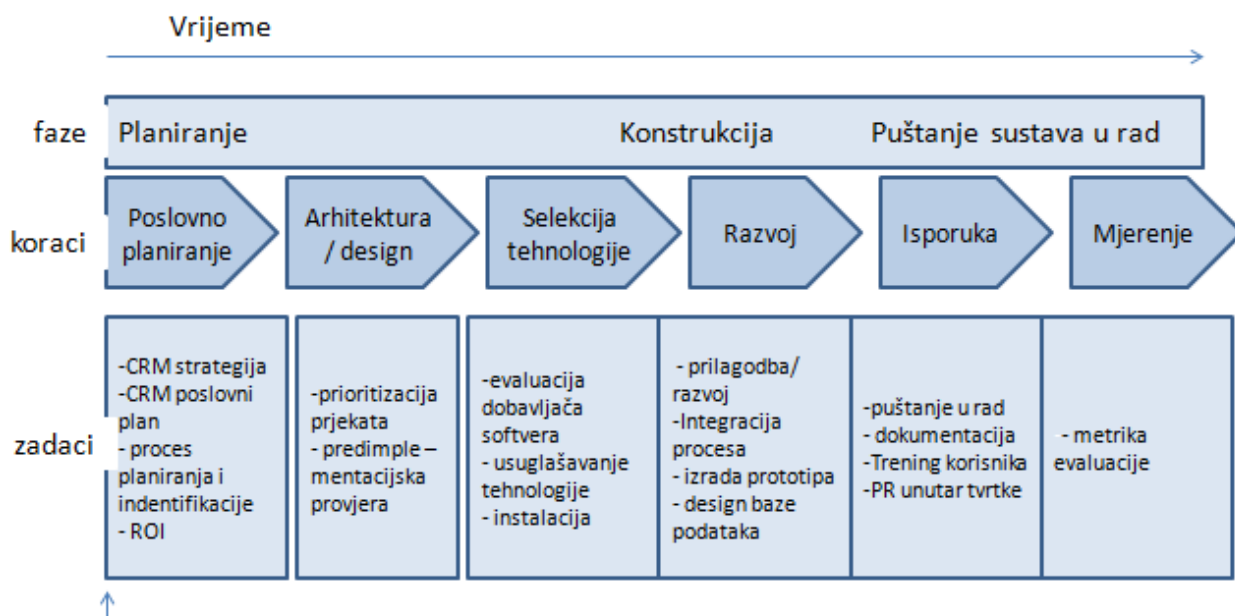 Vrijeme
faze
Planiranje
Konstrukcija
Puštanje sustava u rad
koraci
Poslovno
planiranje
Arhitektura
/ design
Selekcija
tehnologije
Razvoj
Isporuka
Mjerenje
zadaci
-CRM strategija
-CRM poslovni
plan
- proces
planiranja i
indentifikacije
- ROI
-prioritizacija
prjekata
- predimple –
mentacijska
provjera
-evaluacija
dobavljača
softvera
- usuglašavanje
tehnologije
- instalacija
- prilagodba/
razvoj
-Integracija
procesa
- izrada prototipa
- design baze
podataka
-puštanje u rad
- dokumentacija
-Trening korisnika
-PR unutar tvrtke
- metrika
evaluacije